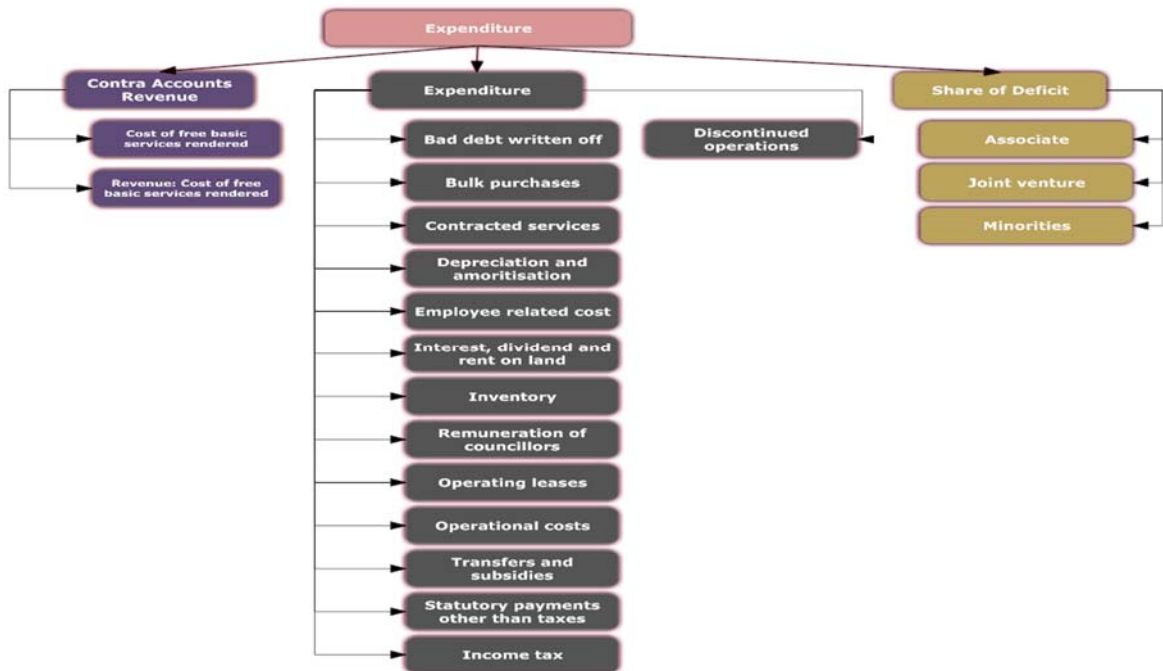 Expenditure
Contra Accounts
Revenue
Cost of free basic
services rendered
Revenue: Cost of free
basic services rendered
Expenditure
Bad debt written off
Bulk purchases
Contracted services
Depreciation and
amoritisation
Employee related cost
Interest, dividend and
rent on land
Inventory
Remuneration of
councillors
Operating leases
Operational costs
Transfers and
subsidies
Statutory payments
other than taxes
Income tax
Discontinued
operations
Share of Deficit
Associate
Joint venture
Minorities